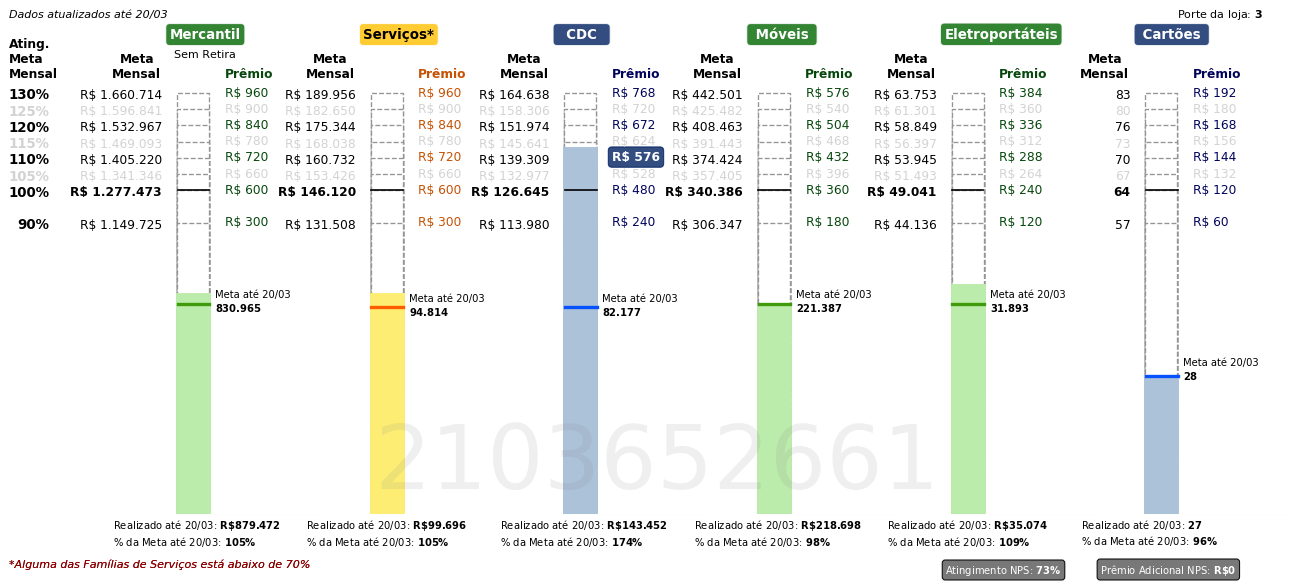 Dados atualizados até 20/03
Porte da loja: 3
Mercantil Serviços* CDC Móveis Eletroportáteis Cartões
Sem Retira
Ating. Meta Mensal
Meta Mensal Prêmio Meta Mensal Prêmio Meta Mensal Prêmio Meta Mensal Prêmio Meta Mensal Prêmio Meta Mensal Prêmio
130% R$ 1.660.714 R$ 960 R$ 189.956 R$ 960 R$ 164.638 R$ 768 R$ 442.501 R$ 576 R$ 63.753 R$ 384 83 R$ 192
125% R$ 1.596.841 R$ 900 R$ 182.650 R$ 900 R$ 158.306 R$ 720 R$ 425.482 R$ 540 R$ 61.301 R$ 360 80 R$ 180
120% R$ 1.532.967 R$ 840 R$ 175.344 R$ 840 R$ 151.974 R$ 672 R$ 408.463 R$ 504 R$ 58.849 R$ 336 76 R$ 168
115% R$ 1.469.093 R$ 780 R$ 168.038 R$ 780 R$ 145.641 R$ 624 R$ 391.443 R$ 468 R$ 56.397 R$ 312 73 R$ 156
110% R$ 1.405.220 R$ 720 R$ 160.732 R$ 720 R$ 139.309 R$ 576 R$ 374.424 R$ 432 R$ 53.945 R$ 288 70 R$ 144
105% R$ 1.341.346 R$ 660 R$ 153.426 R$ 660 R$ 132.977 R$ 528 R$ 357.405 R$ 396 R$ 51.493 R$ 264 67 R$ 132
100% R$ 1.277.473 R$ 600 R$ 146.120 R$ 600 R$ 126.645 R$ 480 R$ 340.386 R$ 360 R$ 49.041 R$ 240 64 R$ 120
90% R$ 1.149.725 R$ 300 R$ 131.508 R$ 300 R$ 113.980 R$ 240 R$ 306.347 R$ 180 R$ 44.136 R$ 120 57 R$ 60
Meta até 20/03 Meta até 20/03 Meta até 20/03 Meta até 20/03 Meta até 20/03
830.965 94.814 82.177 221.387 31.893
Meta até 20/03
28
2103652661
Realizado até 20/03: R$879.472 Realizado até 20/03: R$99.696 Realizado até 20/03: R$143.452 Realizado até 20/03: R$218.698 Realizado até 20/03: R$35.074 Realizado até 20/03: 27
% da Meta até 20/03: 105% % da Meta até 20/03: 105% % da Meta até 20/03: 174% % da Meta até 20/03: 98% % da Meta até 20/03: 109% % da Meta até 20/03: 96%
*Alguma das Famílias de Serviços está abaixo de 70%
Atingimento NPS: 73% Prêmio Adicional NPS: R$0